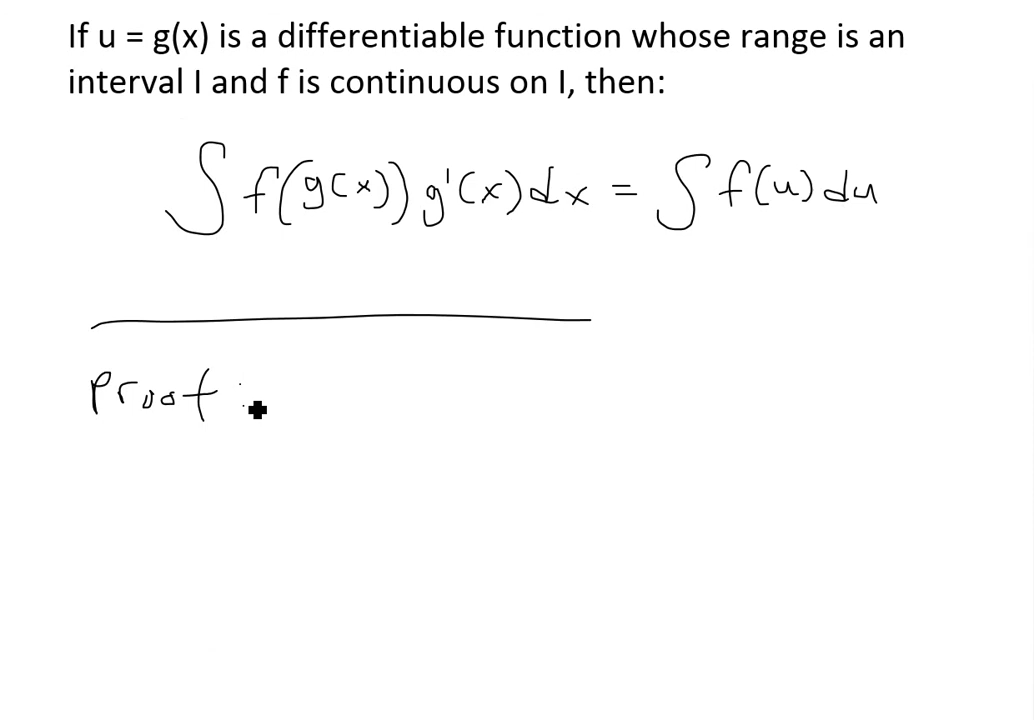 If u = g(x) is a differentiable function whose range is an
interval I and f is continuous on I, then:
∫ f(g(x)) g'(x) dx = ∫ f(u) du
Proof :